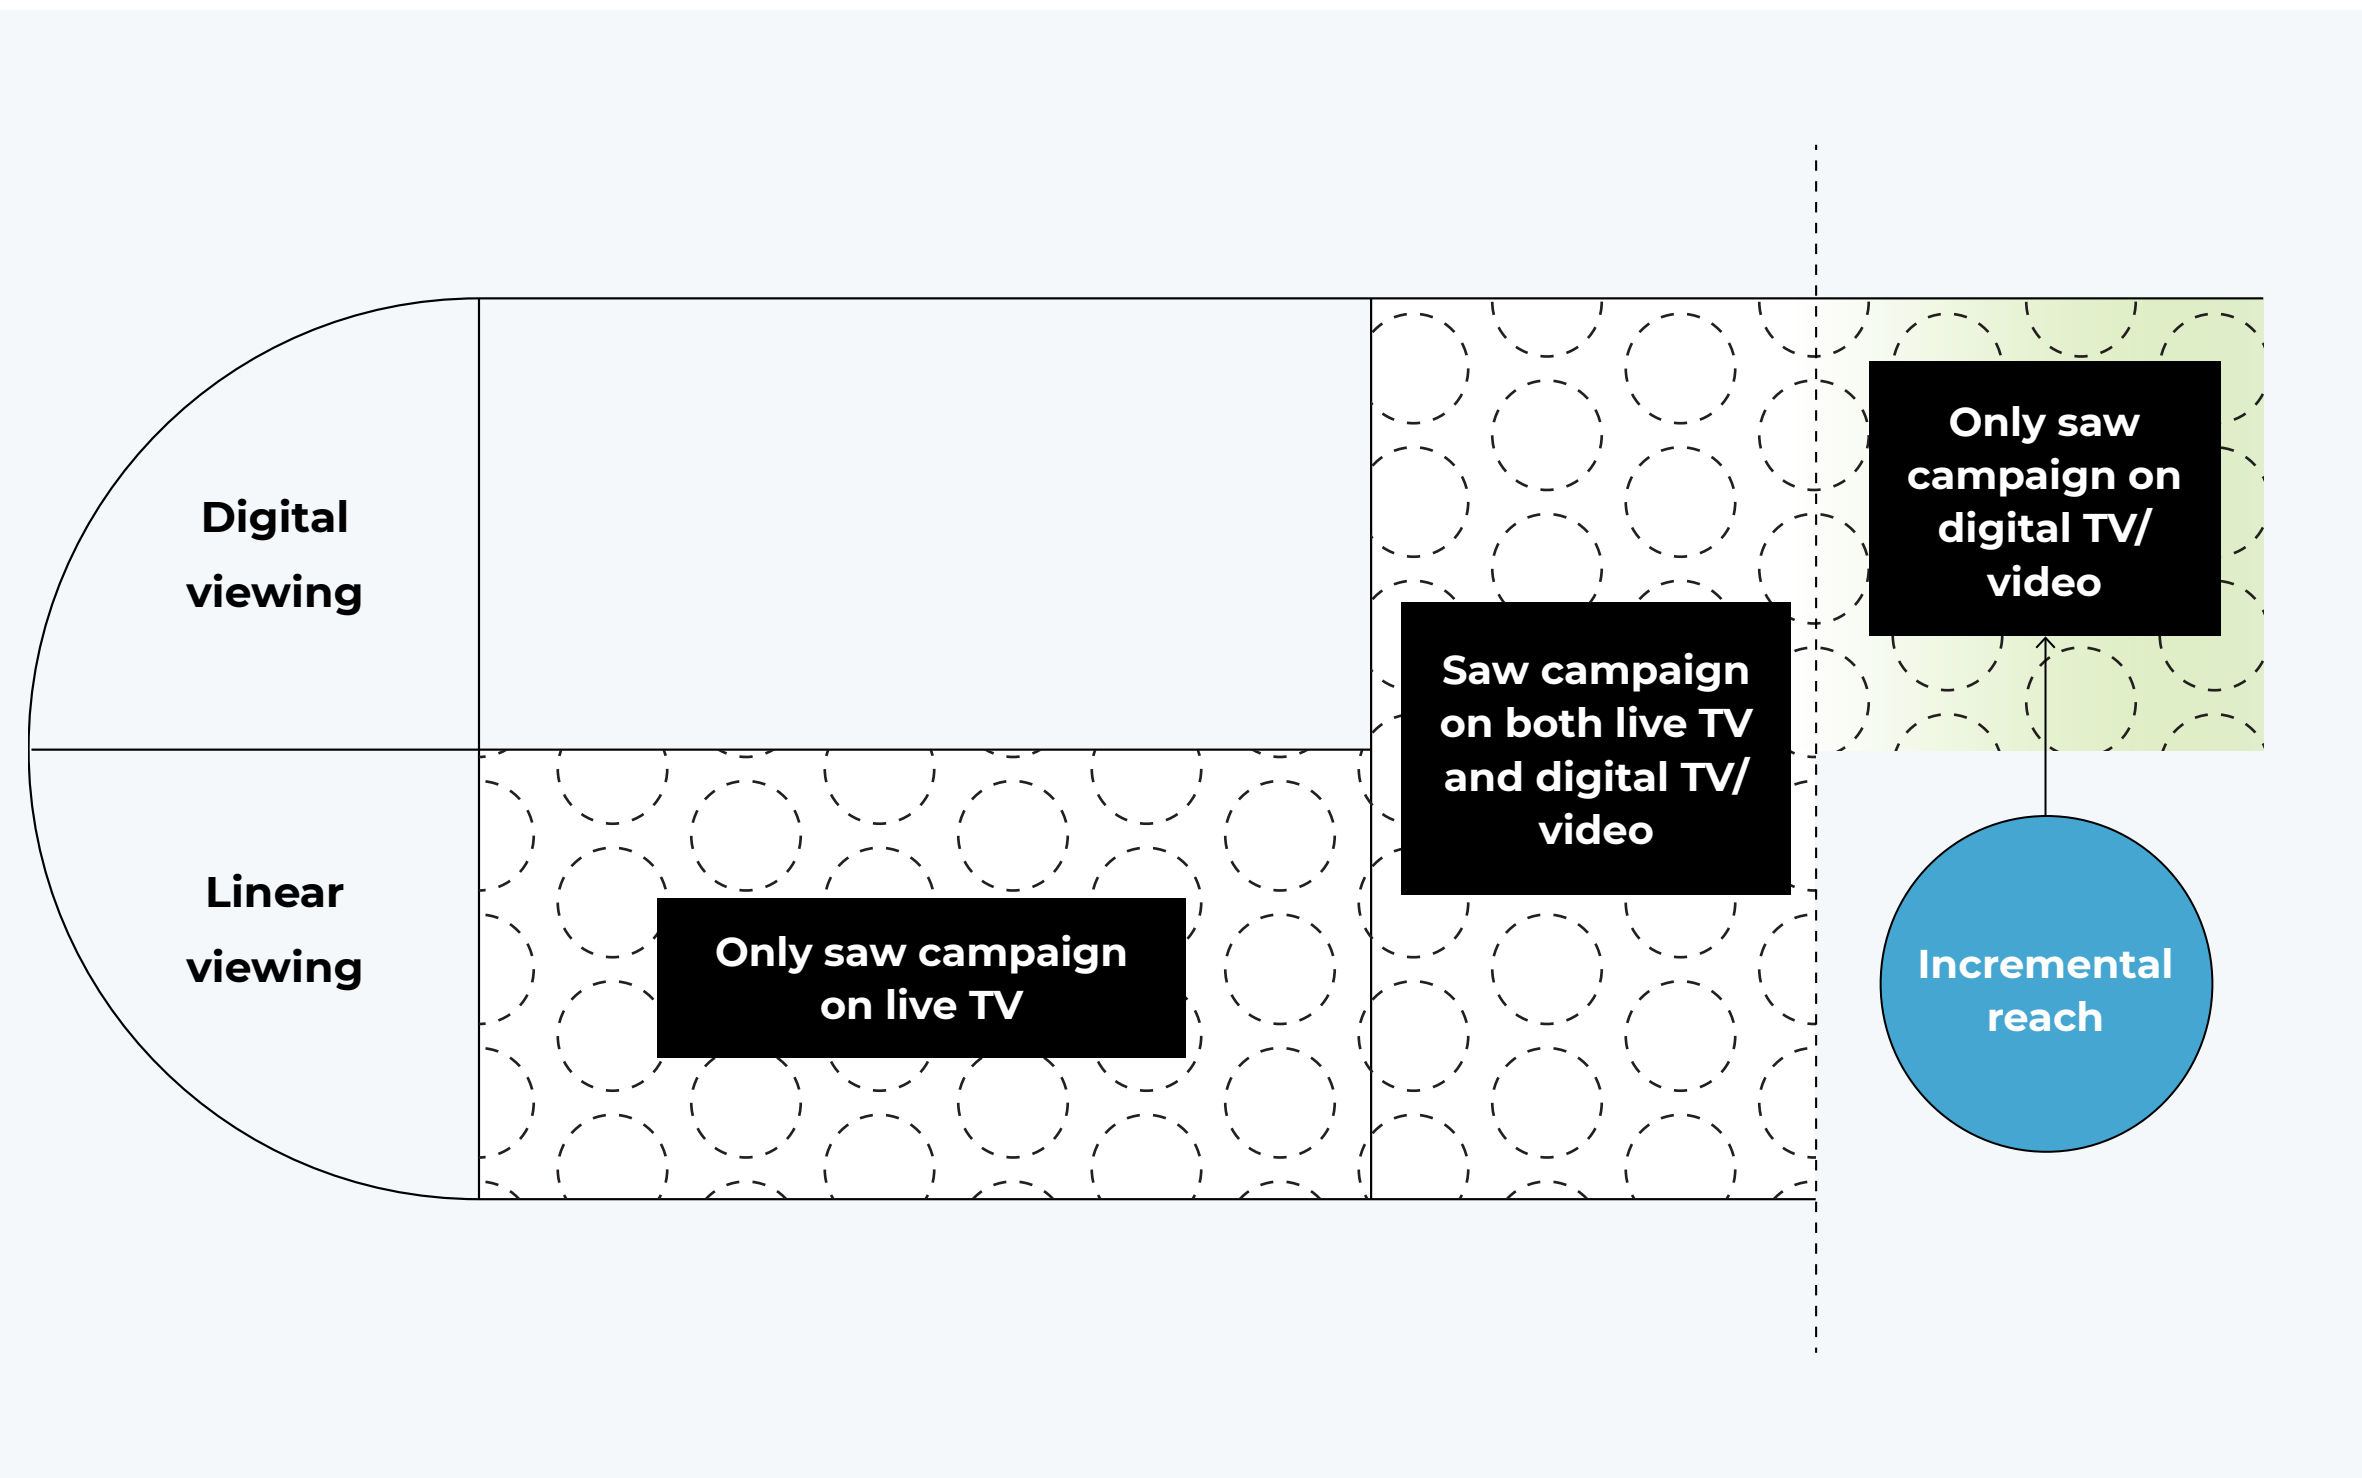 Digital
viewing
Linear
viewing
Only saw campaign
on live TV
Saw campaign
on both live TV
and digital TV/
video
Only saw
campaign on
digital TV/
video
Incremental
reach